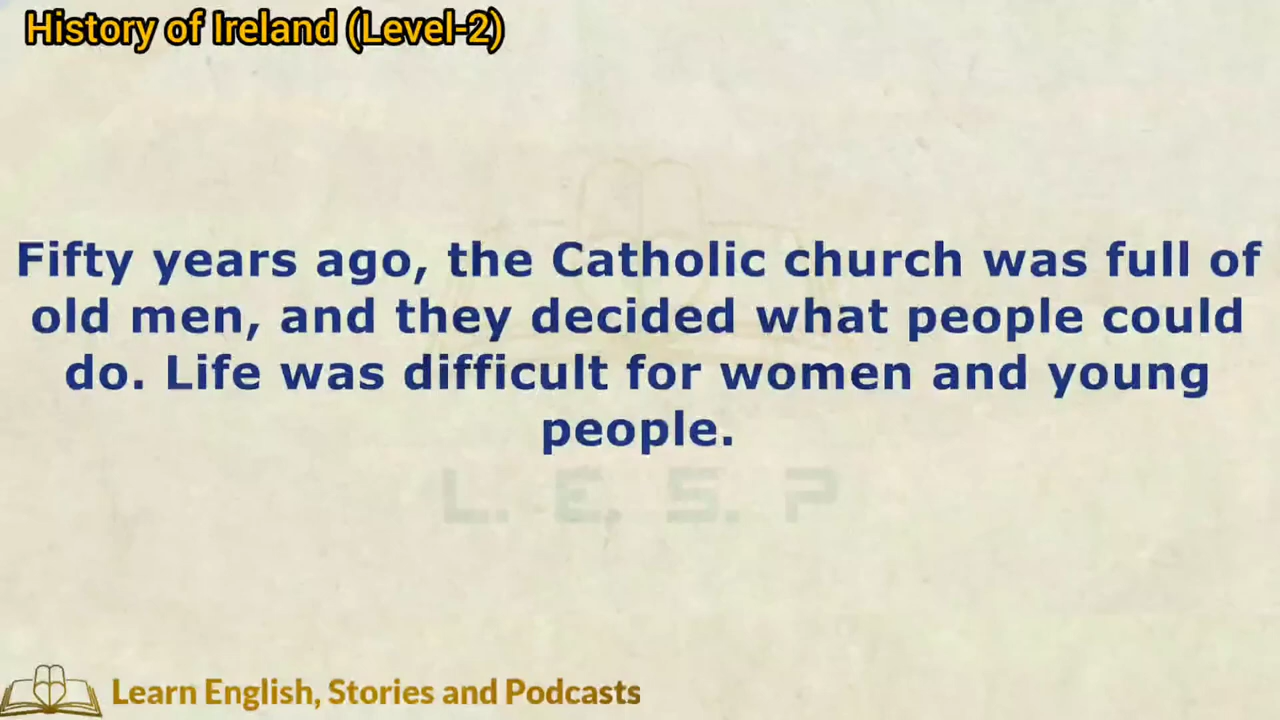 History of Ireland (Level-2)
Fifty years ago, the Catholic church was full of
old men, and they decided what people could
do. Life was difficult for women and young
people.
L. E. S. P
Learn English, Stories and Podcasts